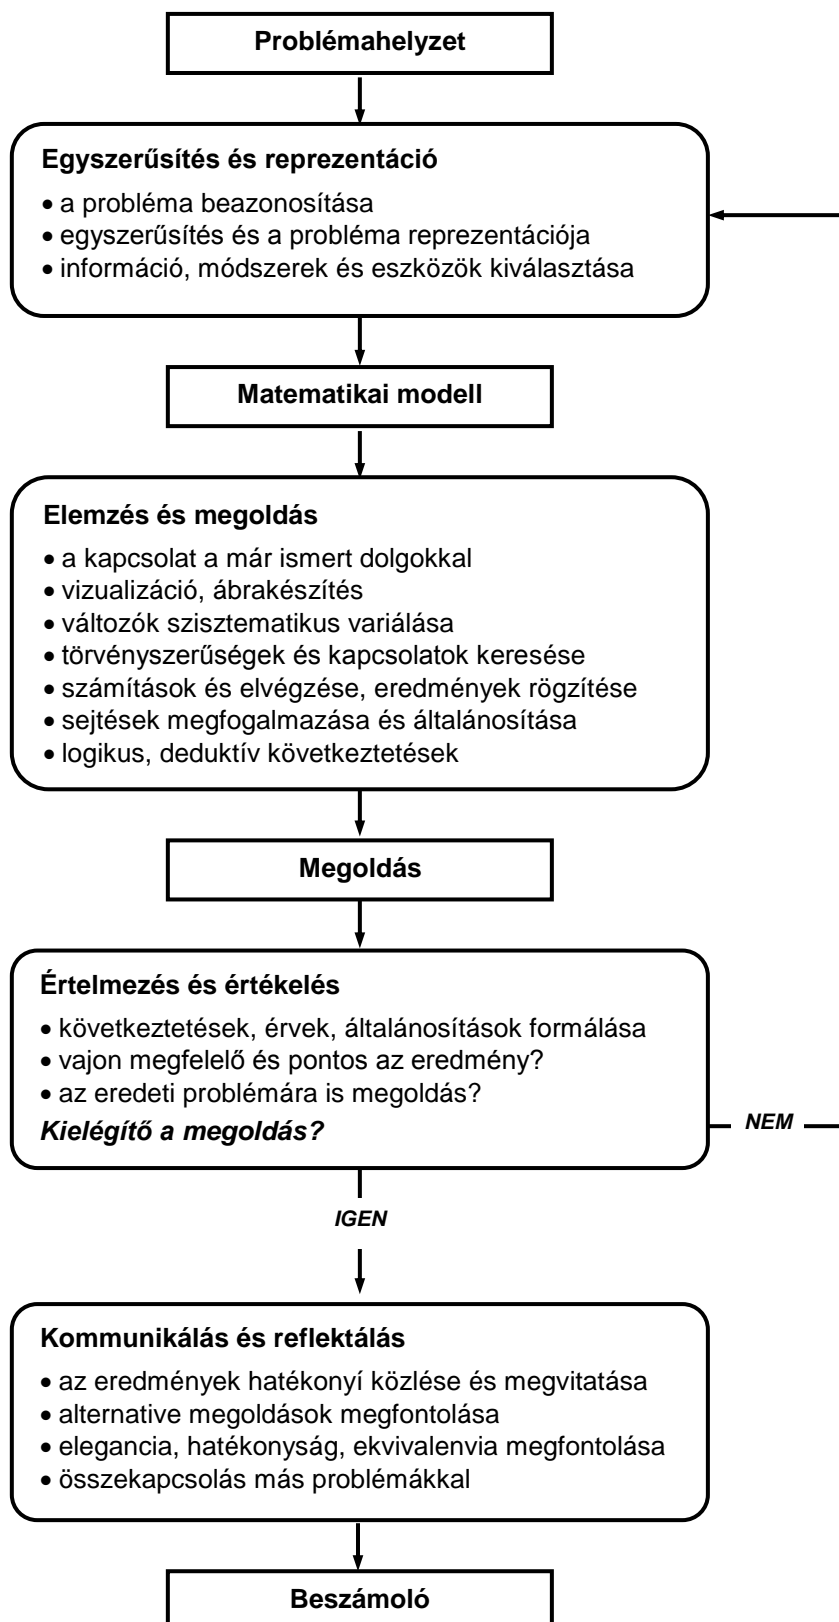 Problémahelyzet
Egyszerűsítés és reprezentáció
• a probléma beazonosítása
• egyszerűsítés és a probléma reprezentációja
• információ, módszerek és eszközök kiválasztása
Matematikai modell
Elemzés és megoldás
• a kapcsolat a már ismert dolgokkal
• vizualizáció, ábrakészítés
• változók szisztematikus variálása
• törvényszerűségek és kapcsolatok keresése
• számítások és elvégzése, eredmények rögzítése
• sejtések megfogalmazása és általánosítása
• logikus, deduktív következtetések
Megoldás
Értelmezés és értékelés
• következtetések, érvek, általánosítások formálása
• vajon megfelelő és pontos az eredmény?
• az eredeti problémára is megoldás?
Kielégítő a megoldás?
NEM
IGEN
Kommunikálás és reflektálás
• az eredmények hatékonyí közlése és megvitatása
• alternative megoldások megfontolása
• elegancia, hatékonyság, ekvivalenvia megfontolása
• összekapcsolás más problémákkal
Beszámoló